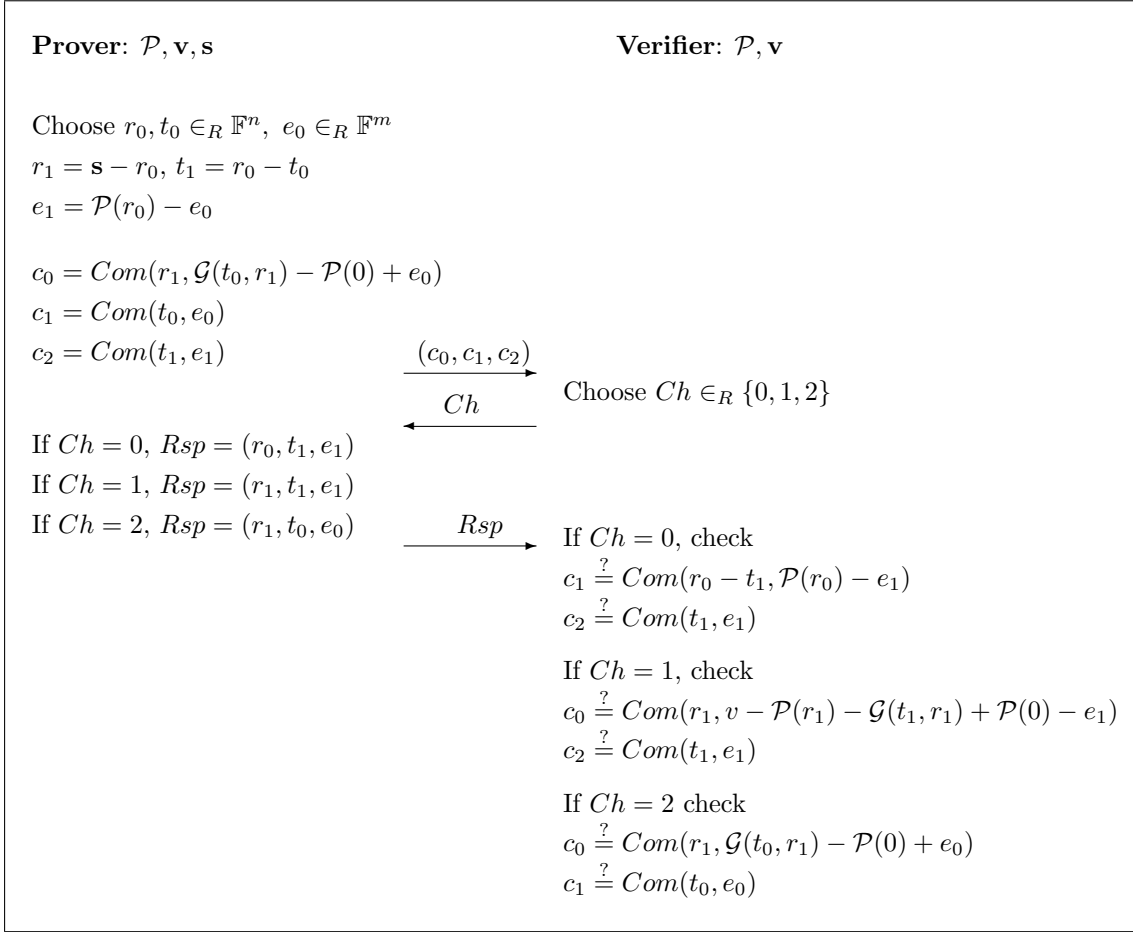 Prover: 𝒫, v, s
Verifier: 𝒫, v
Choose r₀, t₀ ∈_R 𝔽ⁿ, e₀ ∈_R 𝔽ᵐ
r₁ = s − r₀, t₁ = r₀ − t₀
e₁ = 𝒫(r₀) − e₀
c₀ = Com(r₁, 𝒢(t₀, r₁) − 𝒫(0) + e₀)
c₁ = Com(t₀, e₀)
c₂ = Com(t₁, e₁)
(c₀, c₁, c₂)
Choose Ch ∈_R {0, 1, 2}
Ch
If Ch = 0, Rsp = (r₀, t₁, e₁)
If Ch = 1, Rsp = (r₁, t₁, e₁)
If Ch = 2, Rsp = (r₁, t₀, e₀)
Rsp
If Ch = 0, check
c₁ ≟ Com(r₀ − t₁, 𝒫(r₀) − e₁)
c₂ ≟ Com(t₁, e₁)
If Ch = 1, check
c₀ ≟ Com(r₁, v − 𝒫(r₁) − 𝒢(t₁, r₁) + 𝒫(0) − e₁)
c₂ ≟ Com(t₁, e₁)
If Ch = 2 check
c₀ ≟ Com(r₁, 𝒢(t₀, r₁) − 𝒫(0) + e₀)
c₁ ≟ Com(t₀, e₀)